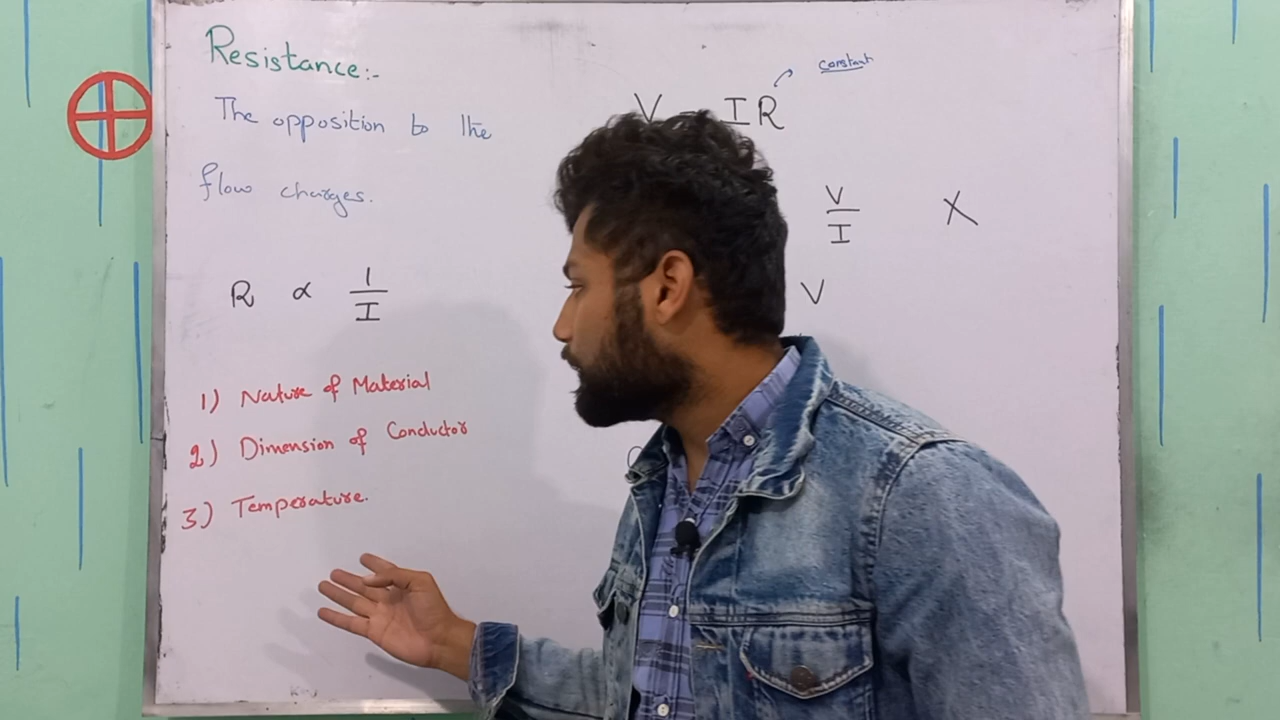 Resistance:-
The opposition to the
flow charges.
R ∝ 1/I
1) Nature of Material
2) Dimension of Conductor
3) Temperature.
constant
V = IR
V/I X
V